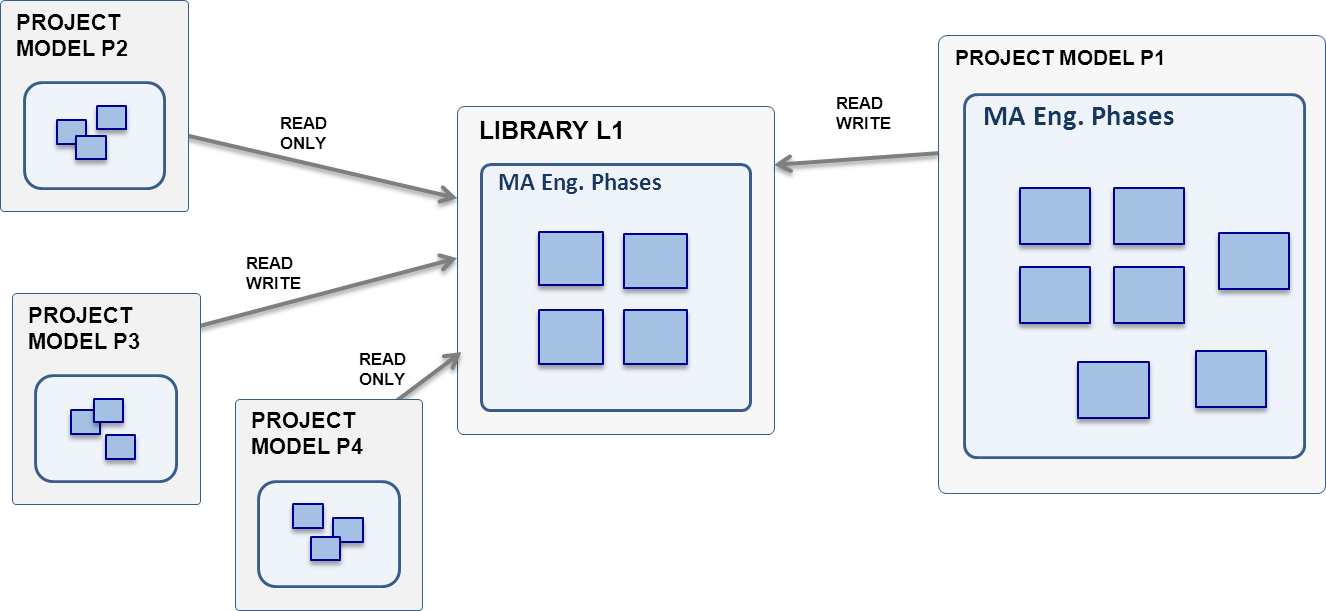 PROJECT
MODEL P2
READ
ONLY
LIBRARY L1
MA Eng. Phases
READ
WRITE
PROJECT MODEL P1
MA Eng. Phases
READ
WRITE
PROJECT
MODEL P3
READ
ONLY
PROJECT
MODEL P4